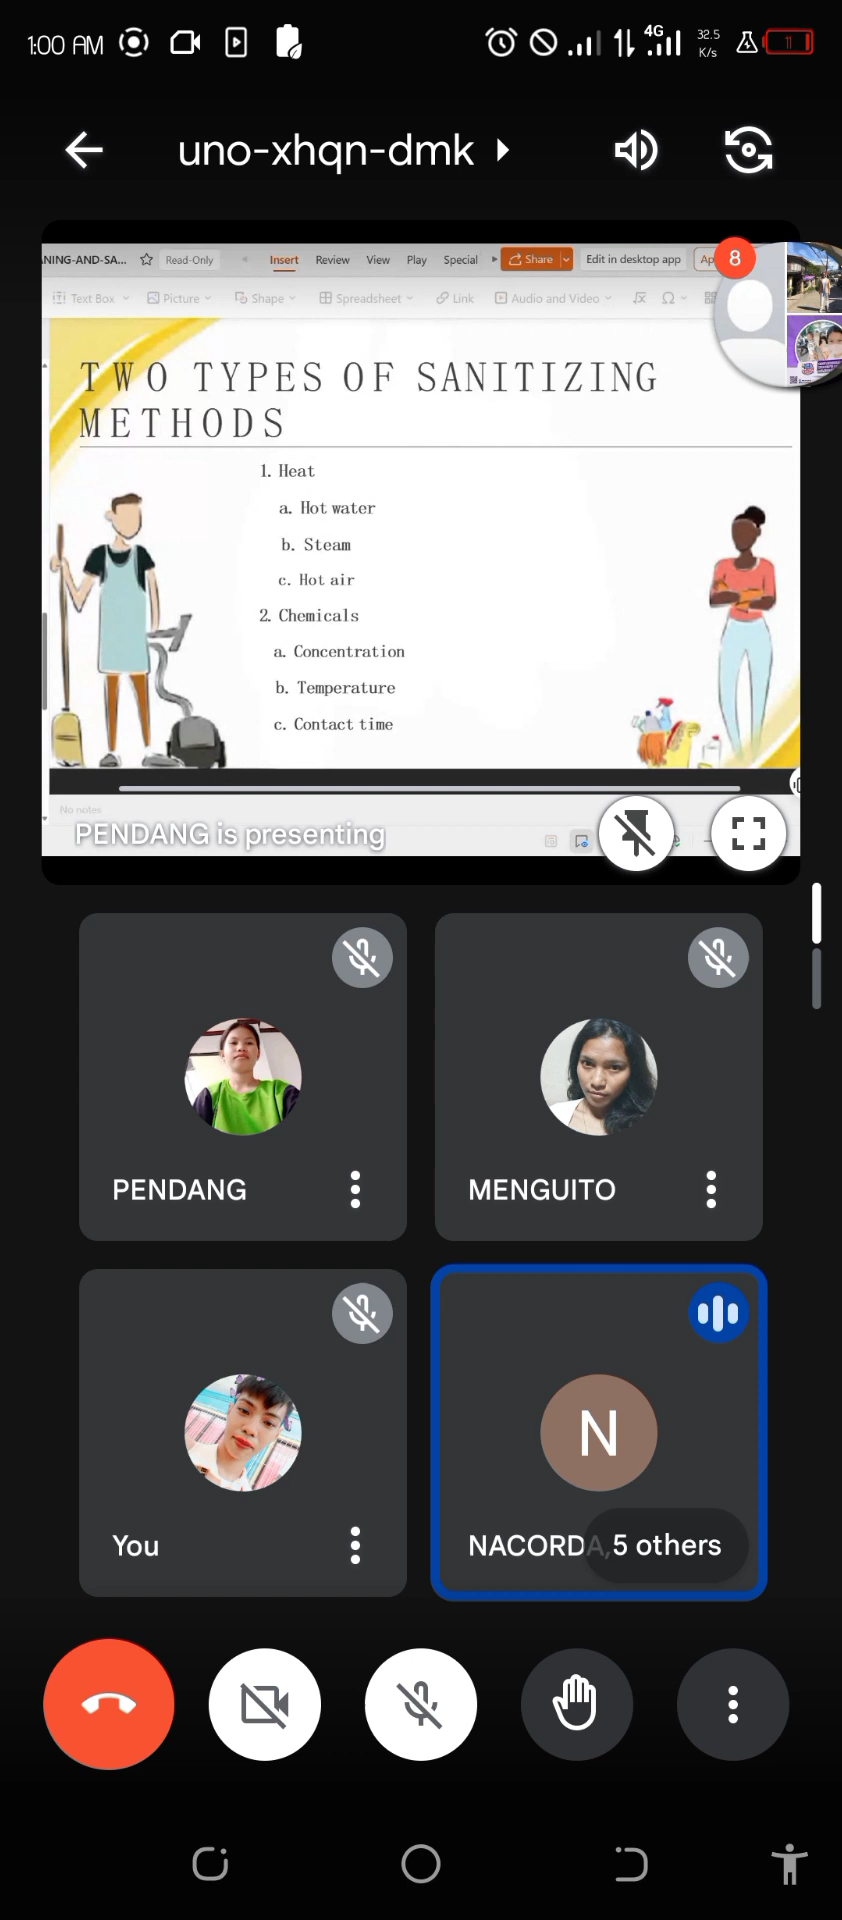 1:00 AM
4G
32.5
K/s
11
uno-xhqn-dmk
NING-AND-SA...
Read-Only
Insert
Review
View
Play
Special
Share
Edit in desktop app
Ap
8
Text Box
Picture
Shape
Spreadsheet
Link
Audio and Video
TWO TYPES OF SANITIZING
METHODS
1. Heat
a. Hot water
b. Steam
c. Hot air
2. Chemicals
a. Concentration
b. Temperature
c. Contact time
No notes
PENDANG is presenting
PENDANG
MENGUITO
You
N
NACORDA, 5 others